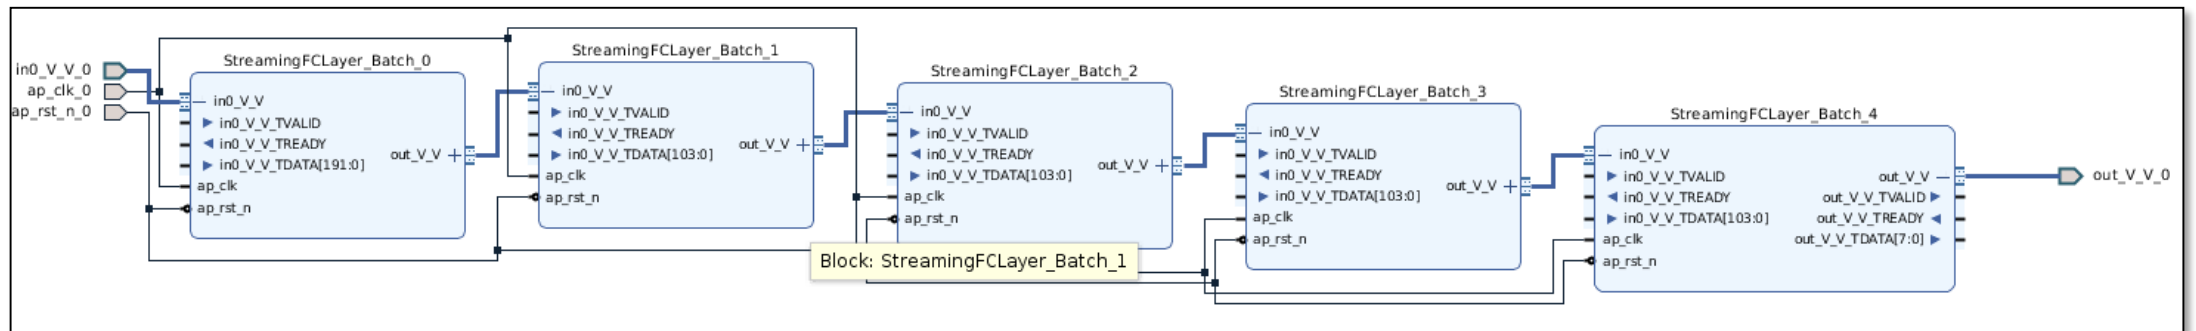 in0_V_V_0
ap_clk_0
ap_rst_n_0
StreamingFCLayer_Batch_0
in0_V_V
in0_V_V_TVALID
in0_V_V_TREADY
in0_V_V_TDATA[191:0]
ap_clk
ap_rst_n
out_V_V
StreamingFCLayer_Batch_1
in0_V_V
in0_V_V_TVALID
in0_V_V_TREADY
in0_V_V_TDATA[103:0]
ap_clk
ap_rst_n
out_V_V
StreamingFCLayer_Batch_2
in0_V_V
in0_V_V_TVALID
in0_V_V_TREADY
in0_V_V_TDATA[103:0]
ap_clk
ap_rst_n
out_V_V
Block: StreamingFCLayer_Batch_1
StreamingFCLayer_Batch_3
in0_V_V
in0_V_V_TVALID
in0_V_V_TREADY
in0_V_V_TDATA[103:0]
ap_clk
ap_rst_n
out_V_V
StreamingFCLayer_Batch_4
in0_V_V
in0_V_V_TVALID
in0_V_V_TREADY
in0_V_V_TDATA[103:0]
ap_clk
ap_rst_n
out_V_V
out_V_V_TVALID
out_V_V_TREADY
out_V_V_TDATA[7:0]
out_V_V_0